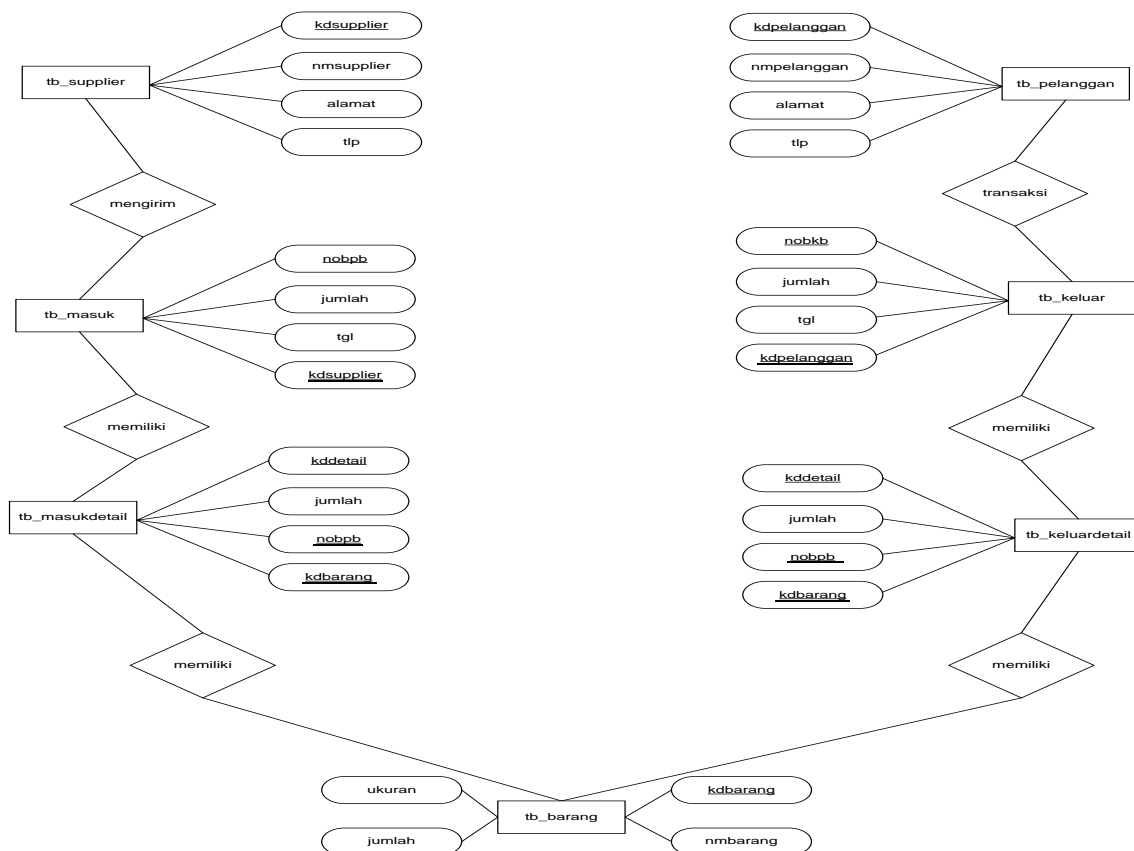 kdsupplier
nmsupplier
tb_supplier
alamat
tlp
mengirim
nobpb
jumlah
tb_masuk
tgl
kdsupplier
memiliki
kddetail
jumlah
tb_masukdetail
nobpb
kdbarang
memiliki
kdpelanggan
nmpelanggan
tb_pelanggan
alamat
tlp
transaksi
nobkb
jumlah
tb_keluar
tgl
kdpelanggan
memiliki
kddetail
jumlah
tb_keluardetail
nobpb
kdbarang
memiliki
ukuran
kdbarang
tb_barang
jumlah
nmbarang